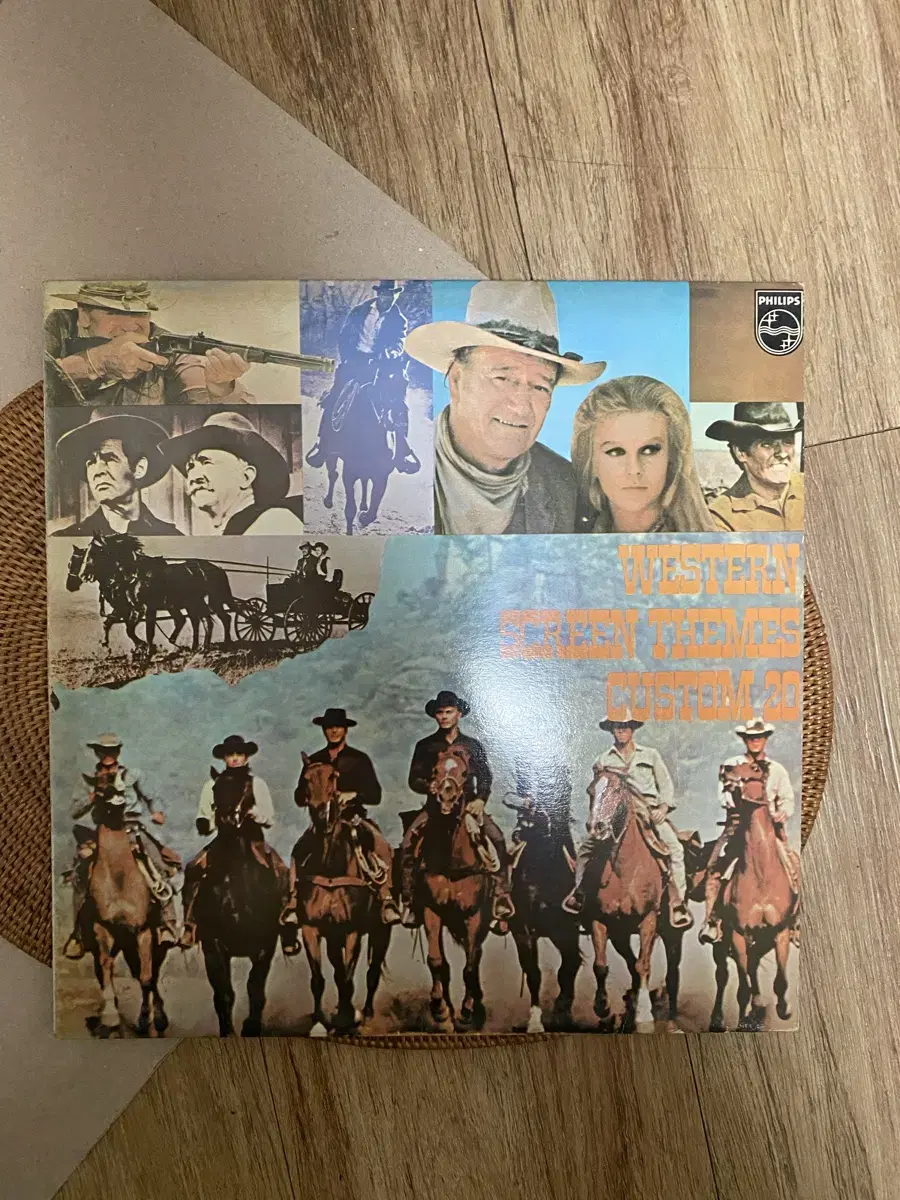 PHILIPS
WESTERN
SCREEN THEMES
CUSTOM 20